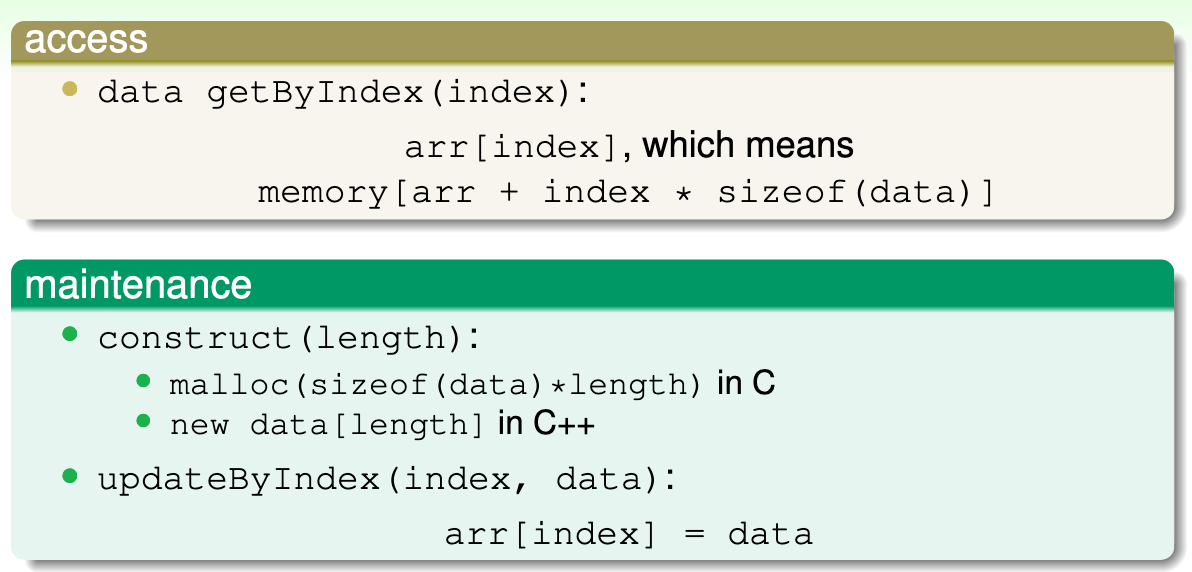 access
data getByIndex(index):
arr[index], which means
memory[arr + index * sizeof(data)]
maintenance
construct(length):
malloc(sizeof(data)*length) in C
new data[length] in C++
updateByIndex(index, data):
arr[index] = data